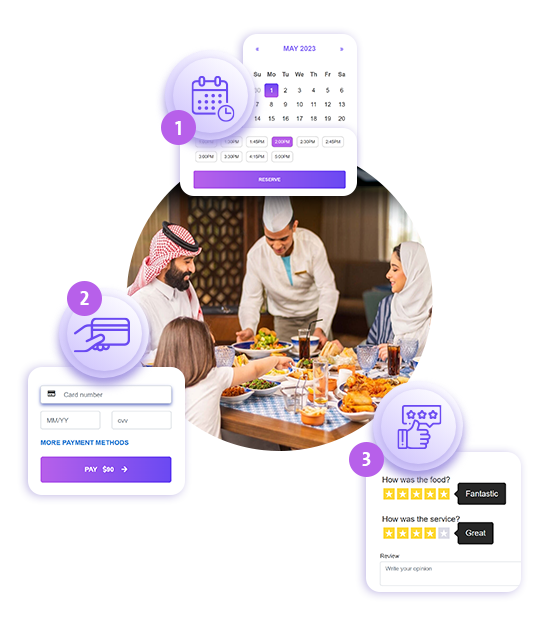 « MAY 2023 »
Su Mo Tu We Th Fr Sa
30 1 2 3 4 5 6
7 8 9 10 11 12 13
14 15 16 17 18 19 20
1
1:45PM 2:00PM 2:30PM 2:45PM
3:00PM 3:30PM 4:15PM 5:00PM
RESERVE
2
Card number
MM/YY cvv
MORE PAYMENT METHODS
PAY $90 →
3
How was the food?
Fantastic
How was the service?
Great
Review
Write your opinion